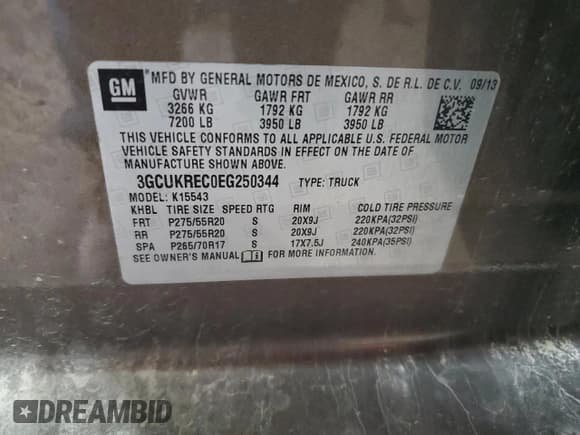 GM MFD BY GENERAL MOTORS DE MEXICO, S. DE R.L. DE C.V. 09/13
GVWR GAWR FRT GAWR RR
3266 KG 1792 KG 1792 KG
7200 LB 3950 LB 3950 LB
THIS VEHICLE CONFORMS TO ALL APPLICABLE U.S. FEDERAL MOTOR
VEHICLE SAFETY STANDARDS IN EFFECT ON THE DATE OF
MANUFACTURE SHOWN ABOVE.
3GCUKREC0EG250344 TYPE: TRUCK
MODEL: K15543
KHBL TIRE SIZE SPEED RTG RIM COLD TIRE PRESSURE
FRT P275/55R20 S 20X9J 220KPA(32PSI)
RR P275/55R20 S 20X9J 220KPA(32PSI)
SPA P265/70R17 S 17X7.5J 240KPA(35PSI)
SEE OWNER'S MANUAL FOR MORE INFORMATION.
DREAMBID